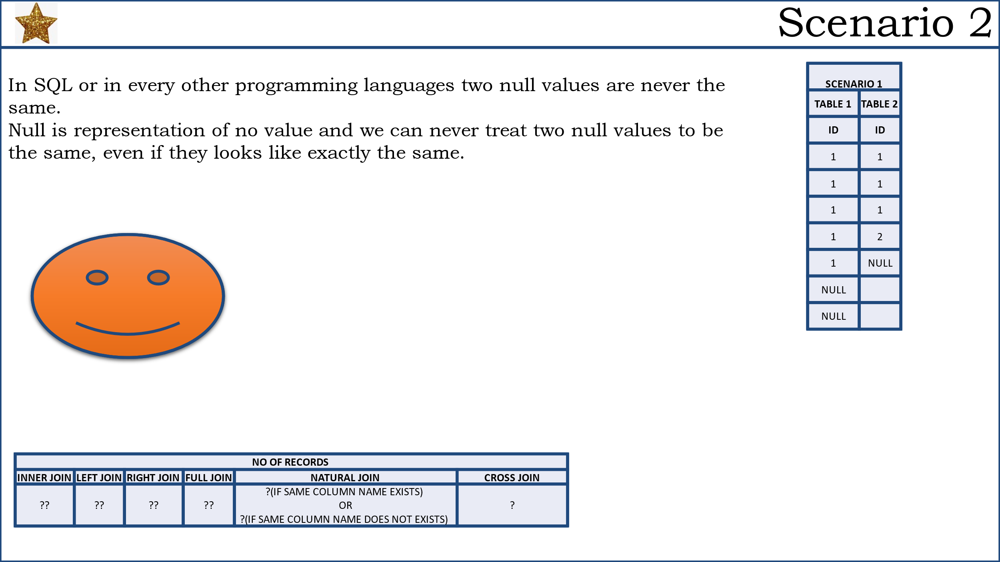 Scenario 2
In SQL or in every other programming languages two null values are never the
same.
Null is representation of no value and we can never treat two null values to be
the same, even if they looks like exactly the same.
SCENARIO 1
TABLE 1 TABLE 2
ID ID
1 1
1 1
1 1
1 2
1 NULL
NULL
NULL
NO OF RECORDS
INNER JOIN LEFT JOIN RIGHT JOIN FULL JOIN NATURAL JOIN CROSS JOIN
?(IF SAME COLUMN NAME EXISTS)
?? ?? ?? ?? OR ?
?(IF SAME COLUMN NAME DOES NOT EXISTS)